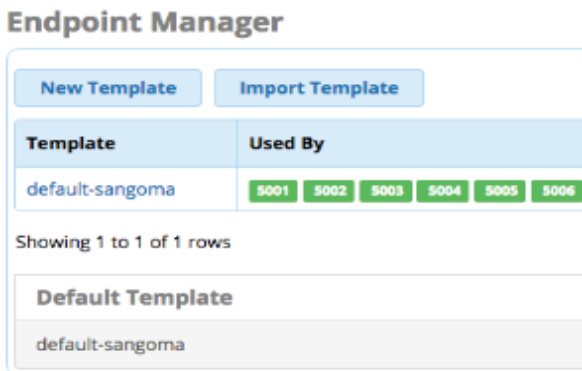 Endpoint Manager
New Template Import Template
Template Used By
default-sangoma 5001 5002 5003 5004 5005 5006
Showing 1 to 1 of 1 rows
Default Template
default-sangoma